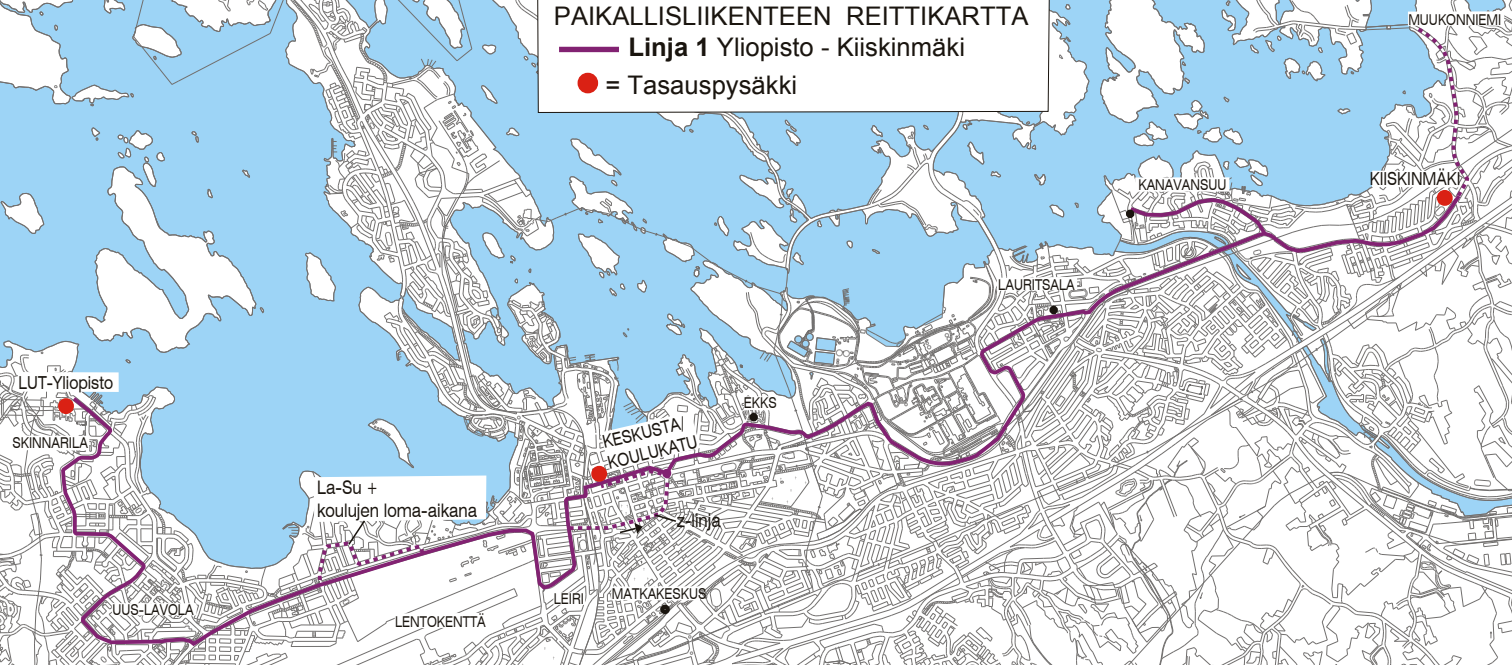 PAIKALLISLIIKENTEEN REITTIKARTTA
Linja 1 Yliopisto - Kiiskinmäki
= Tasauspysäkki
MUUKONNIEMI
KIISKINMÄKI
KANAVANSUU
LAURITSALA
LUT-Yliopisto
SKINNARILA
EKKS
KESKUSTA/
KOULUKATU
La-Su +
koulujen loma-aikana
z-linja
UUS-LAVOLA
LENTOKENTTÄ
LEIRI
MATKAKESKUS